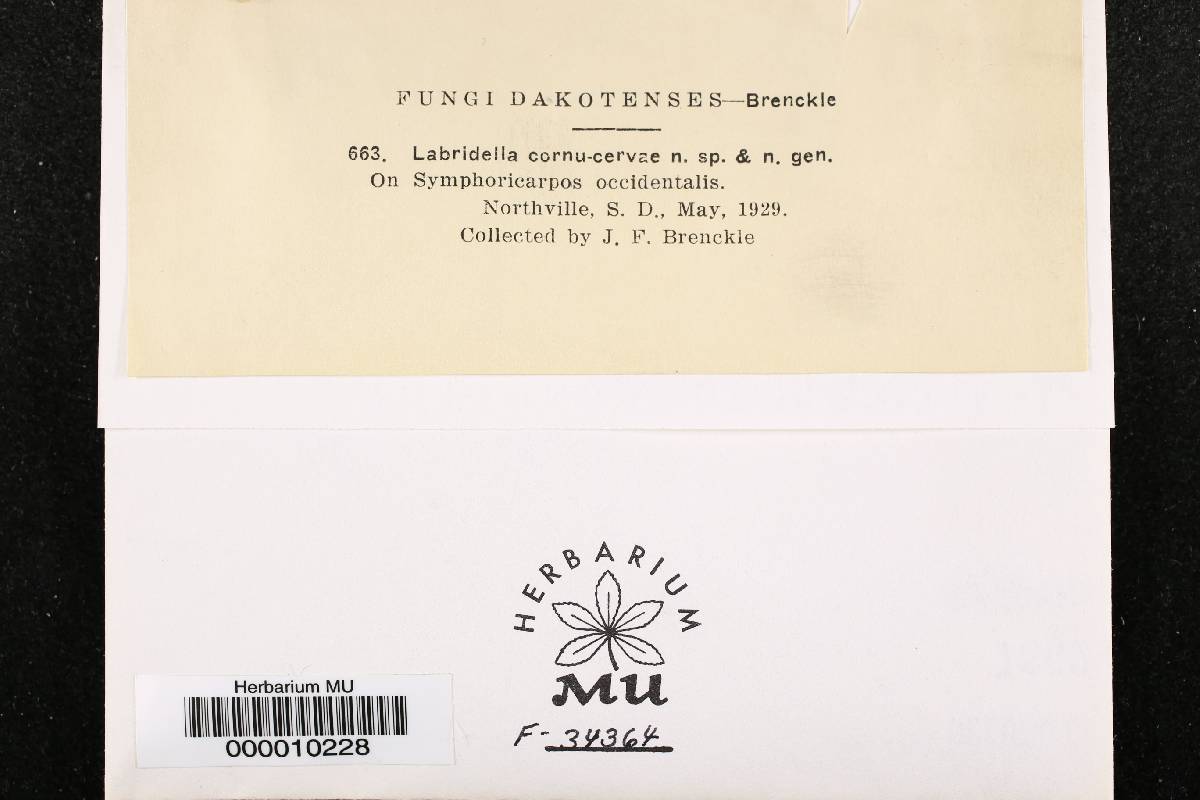 FUNGI DAKOTENSES—Brenckle
663. Labridella cornu-cervae n. sp. & n. gen.
On Symphoricarpos occidentalis.
Northville, S. D., May, 1929.
Collected by J. F. Brenckle
HERBARIUM
MU
F-34364
Herbarium MU
000010228